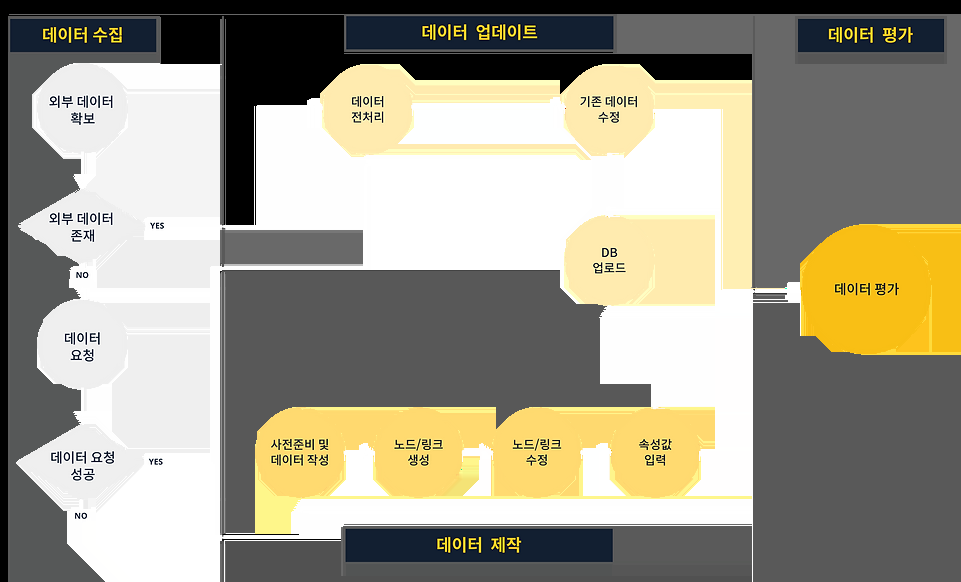 데이터 수집
데이터 업데이트
데이터 평가
외부 데이터
확보
데이터
전처리
기존 데이터
수정
외부 데이터
존재
YES
NO
DB
업로드
데이터 평가
데이터
요청
데이터 요청
성공
YES
NO
사전준비 및
데이터 작성
노드/링크
생성
노드/링크
수정
속성값
입력
데이터 제작